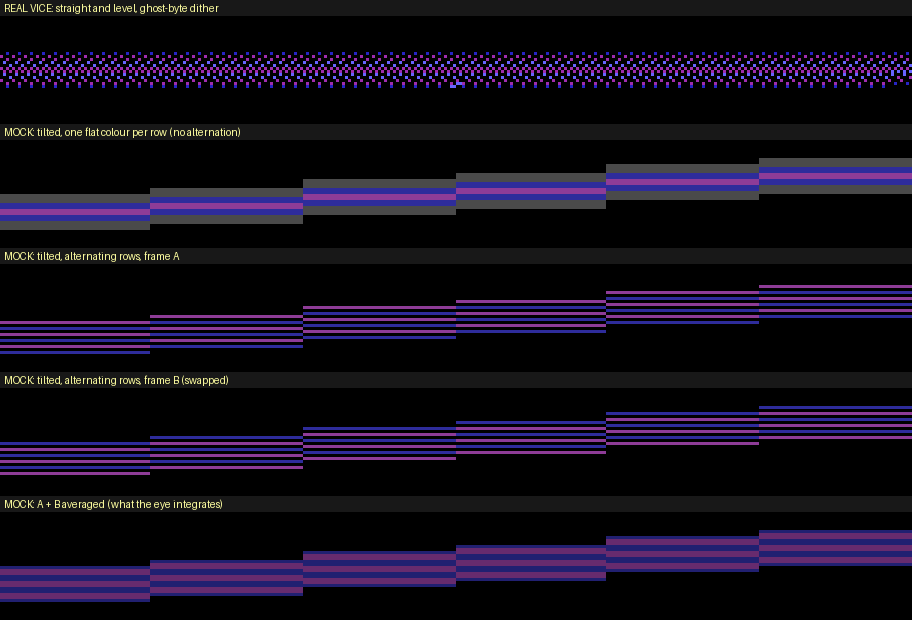 REAL VICE: straight and level, ghost-byte dither
MOCK: tilted, one flat colour per row (no alternation)
MOCK: tilted, alternating rows, frame A
MOCK: tilted, alternating rows, frame B (swapped)
MOCK: A + B averaged (what the eye integrates)